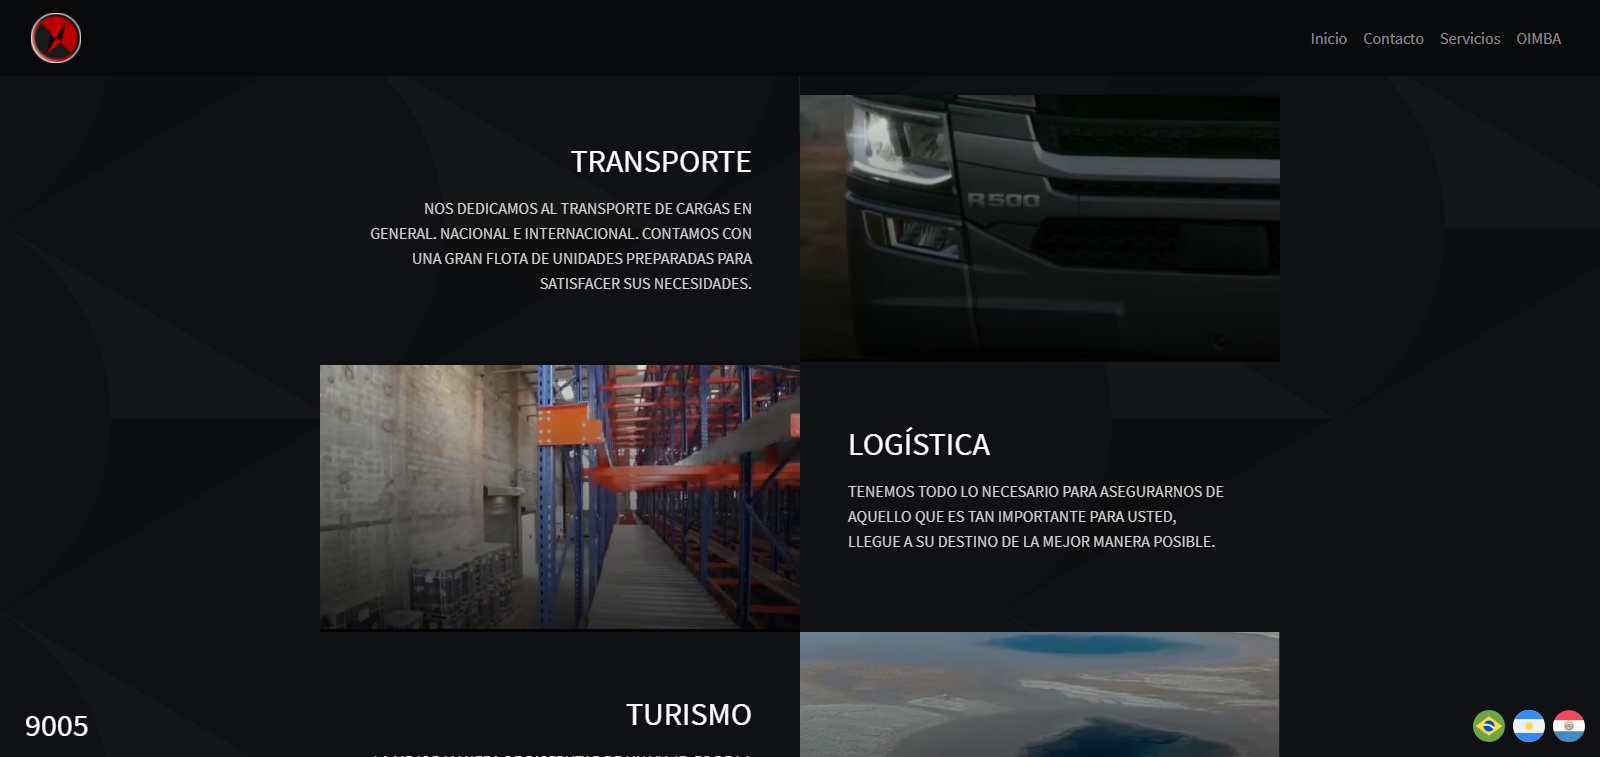 Inicio Contacto Servicios OIMBA
TRANSPORTE
NOS DEDICAMOS AL TRANSPORTE DE CARGAS EN
GENERAL. NACIONAL E INTERNACIONAL. CONTAMOS CON
UNA GRAN FLOTA DE UNIDADES PREPARADAS PARA
SATISFACER SUS NECESIDADES.
R500
LOGÍSTICA
TENEMOS TODO LO NECESARIO PARA ASEGURARNOS DE
AQUELLO QUE ES TAN IMPORTANTE PARA USTED,
LLEGUE A SU DESTINO DE LA MEJOR MANERA POSIBLE.
TURISMO
9005